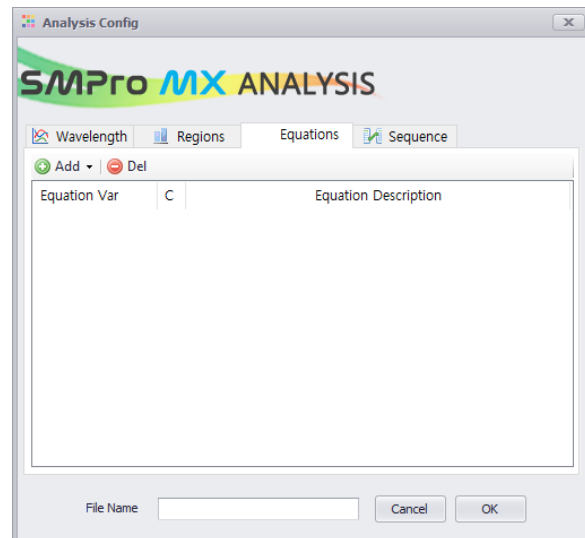 Analysis Config
SMPro MX ANALYSIS
Wavelength Regions Equations Sequence
Add Del
Equation Var C Equation Description
File Name Cancel OK